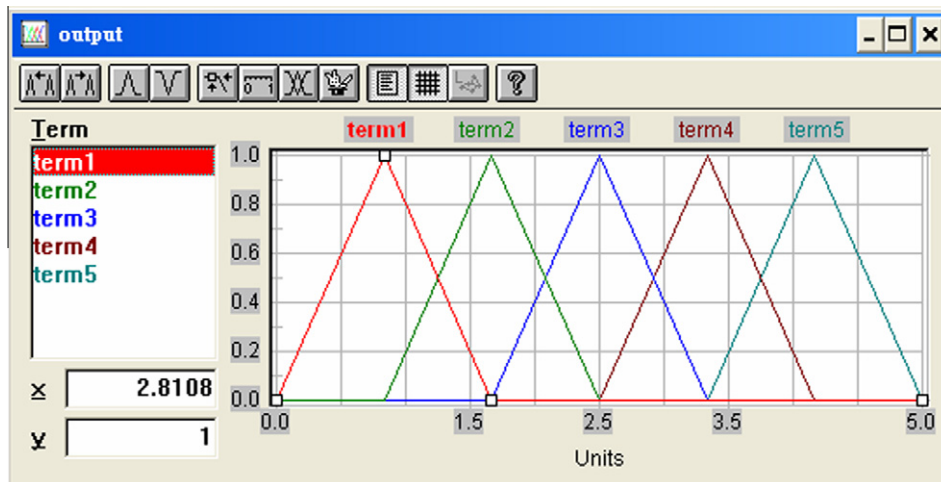 output
Term
term1
term2
term3
term4
term5
x 2.8108
y 1
term1 term2 term3 term4 term5
1.0
0.8
0.6
0.4
0.2
0.0
0.0 1.5 2.5 3.5 5.0
Units